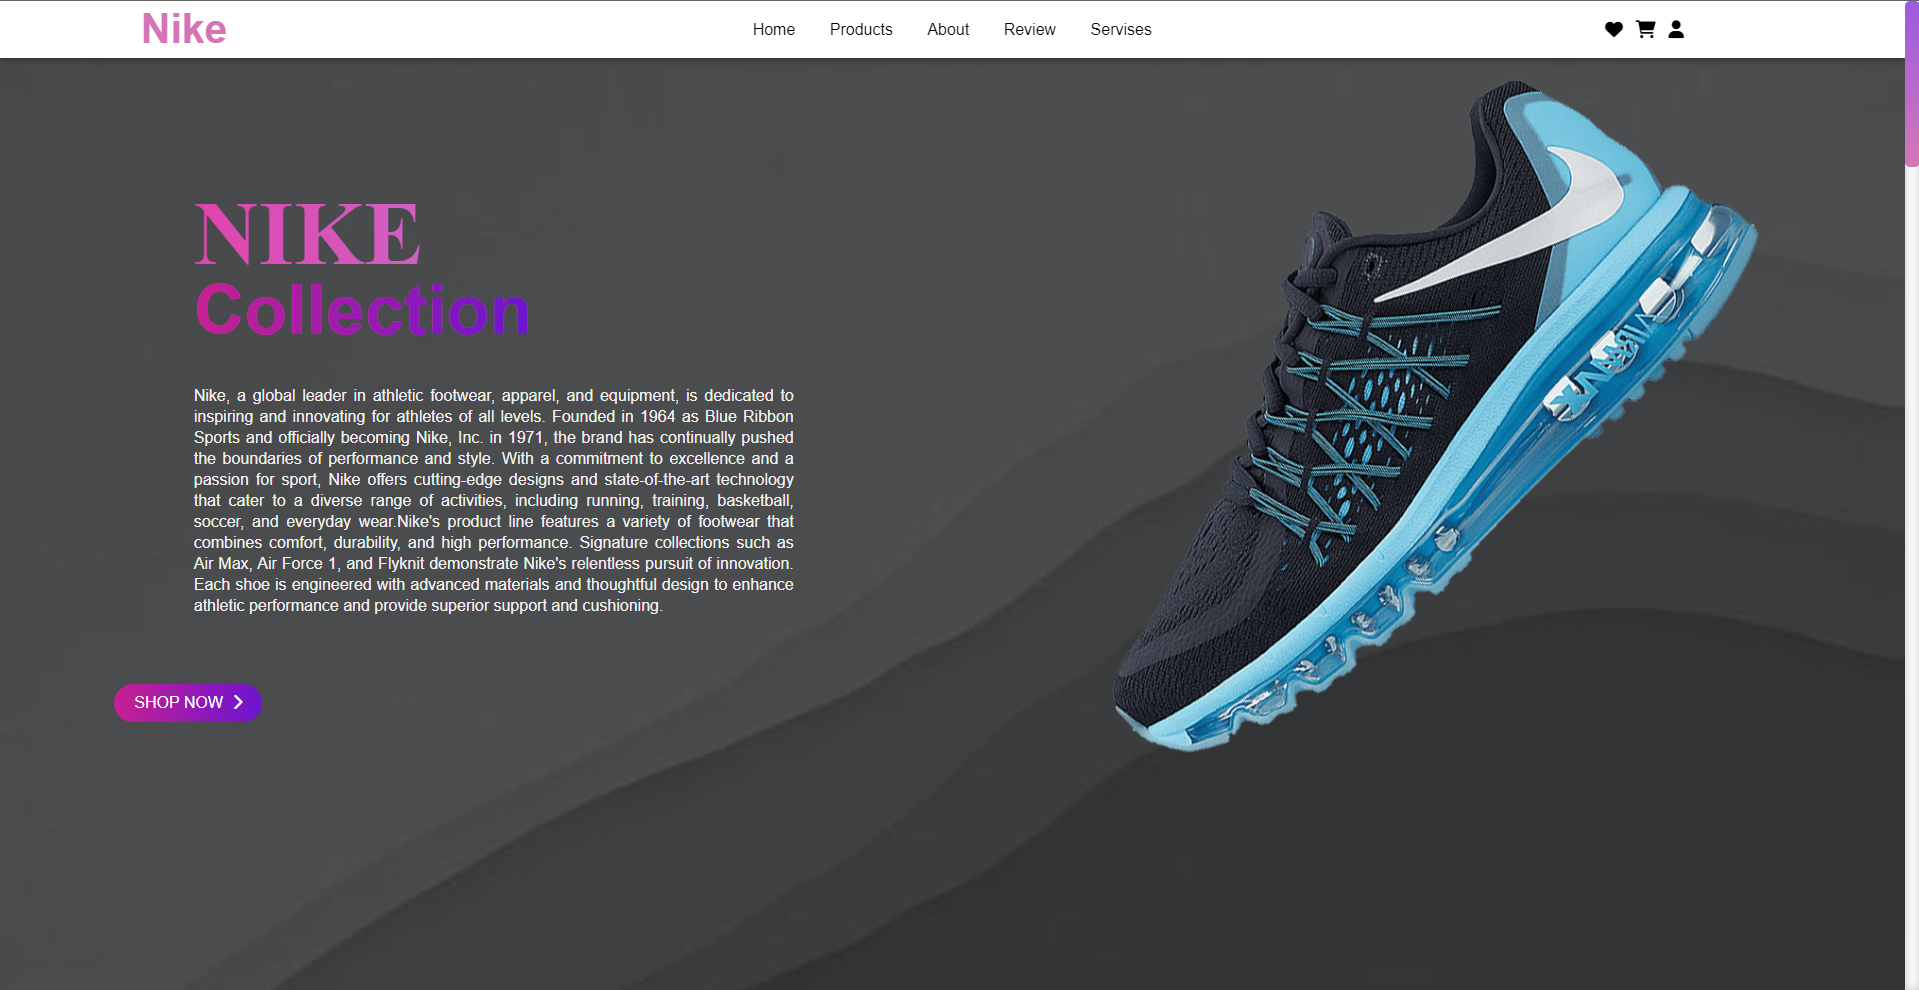 Nike
Home Products About Review Servises
NIKE
Collection
Nike, a global leader in athletic footwear, apparel, and equipment, is dedicated to
inspiring and innovating for athletes of all levels. Founded in 1964 as Blue Ribbon
Sports and officially becoming Nike, Inc. in 1971, the brand has continually pushed
the boundaries of performance and style. With a commitment to excellence and a
passion for sport, Nike offers cutting-edge designs and state-of-the-art technology
that cater to a diverse range of activities, including running, training, basketball,
soccer, and everyday wear.Nike's product line features a variety of footwear that
combines comfort, durability, and high performance. Signature collections such as
Air Max, Air Force 1, and Flyknit demonstrate Nike's relentless pursuit of innovation.
Each shoe is engineered with advanced materials and thoughtful design to enhance
athletic performance and provide superior support and cushioning.
SHOP NOW
AIRMAX